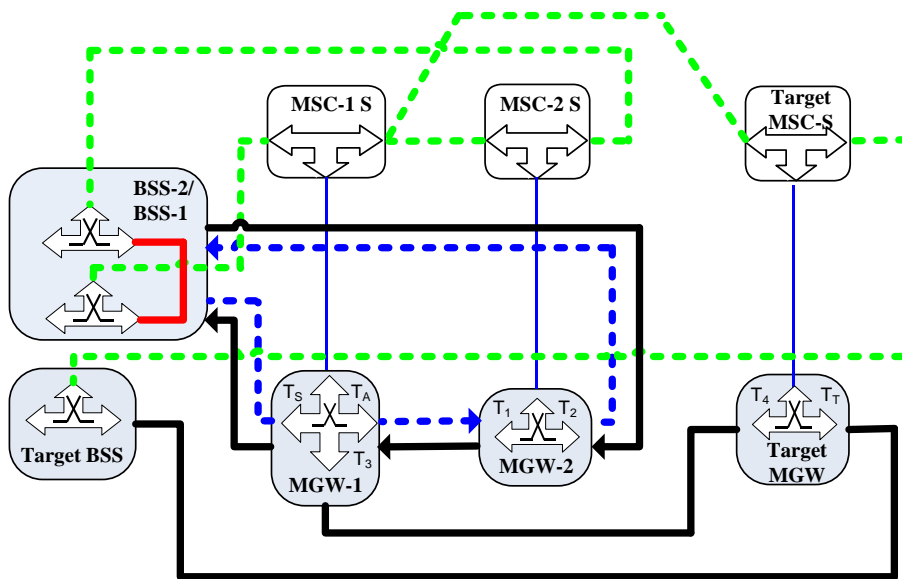 MSC-1 S
MSC-2 S
Target
MSC-S
BSS-2/
BSS-1
TS
TA
T3
MGW-1
T1
T2
MGW-2
T4
TT
Target
MGW
Target BSS